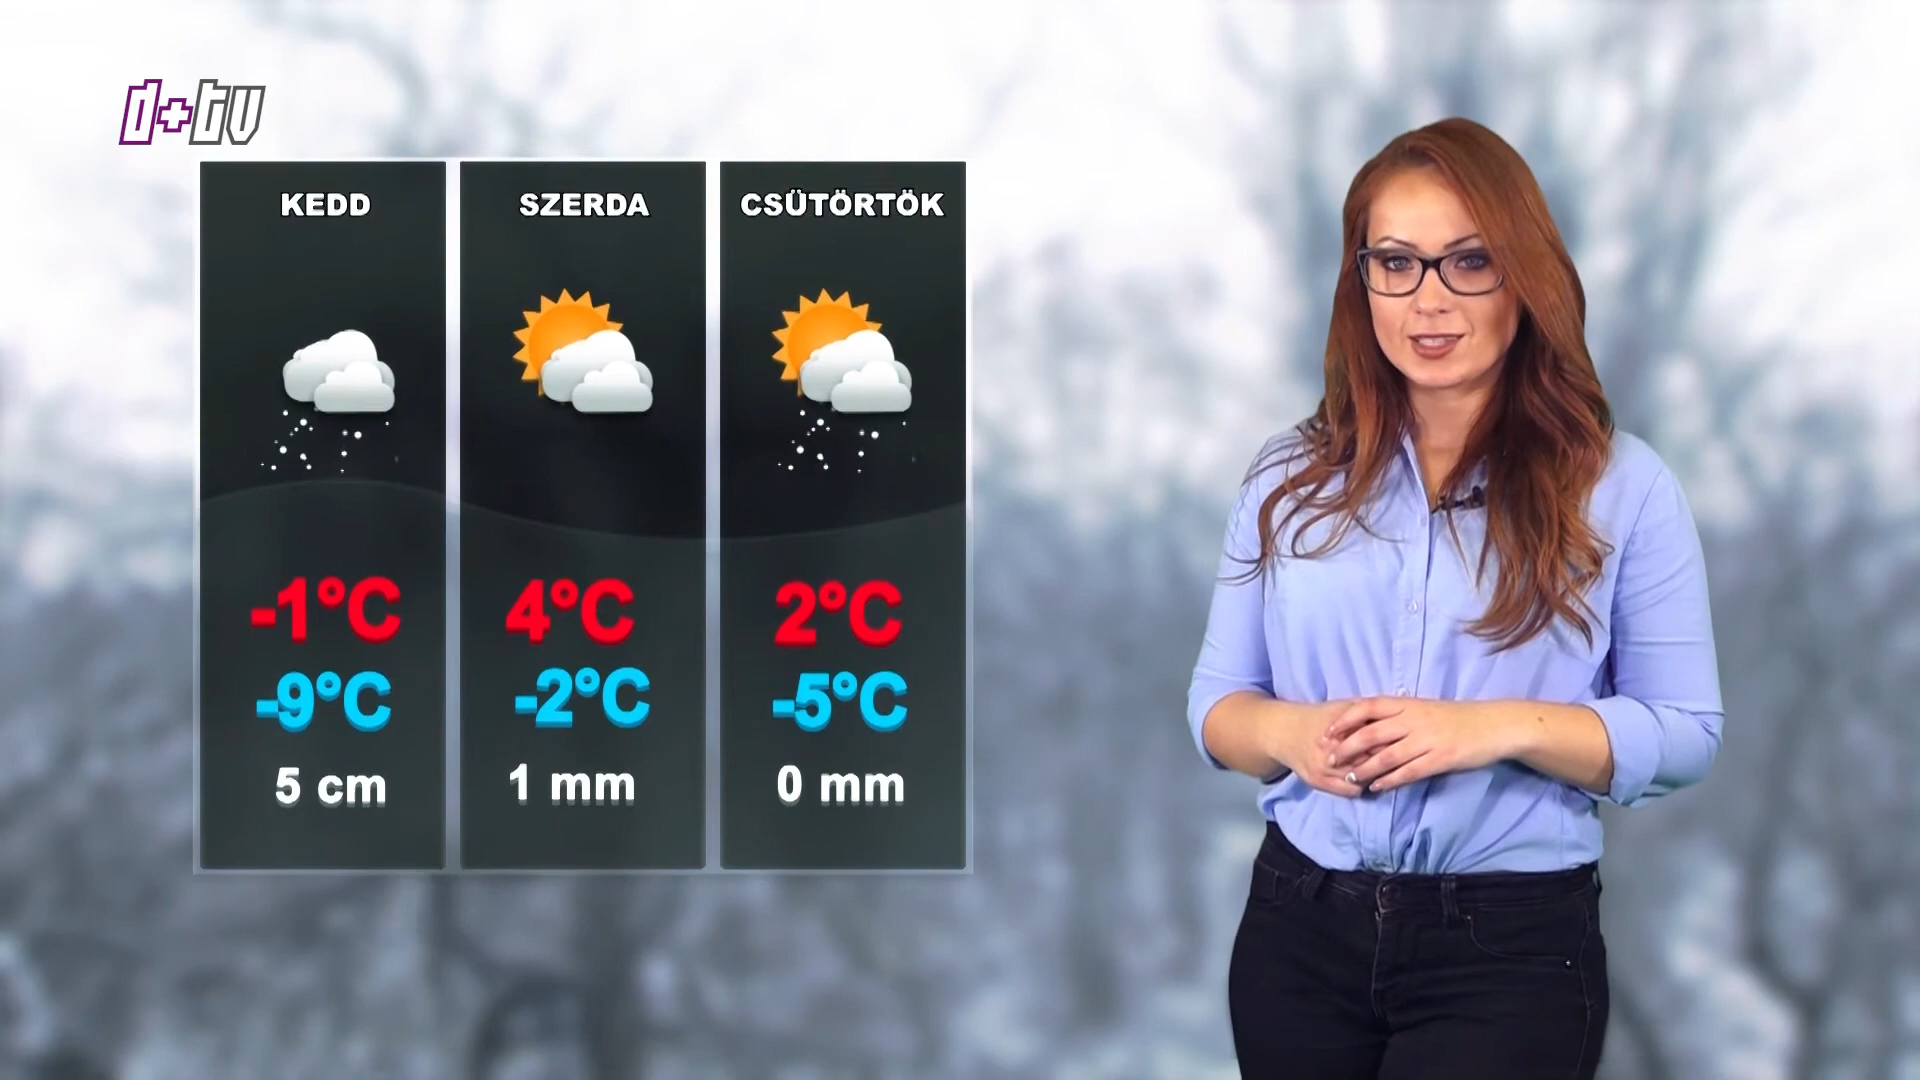 d+tv
KEDD
-1°C
-9°C
5 cm
SZERDA
4°C
-2°C
1 mm
CSÜTÖRTÖK
2°C
-5°C
0 mm